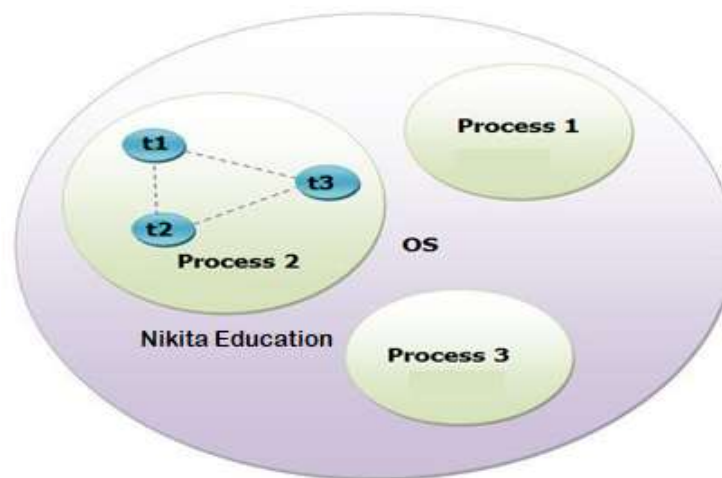 Process 1
t1
t3
t2
OS
Process 2
Nikita Education
Process 3